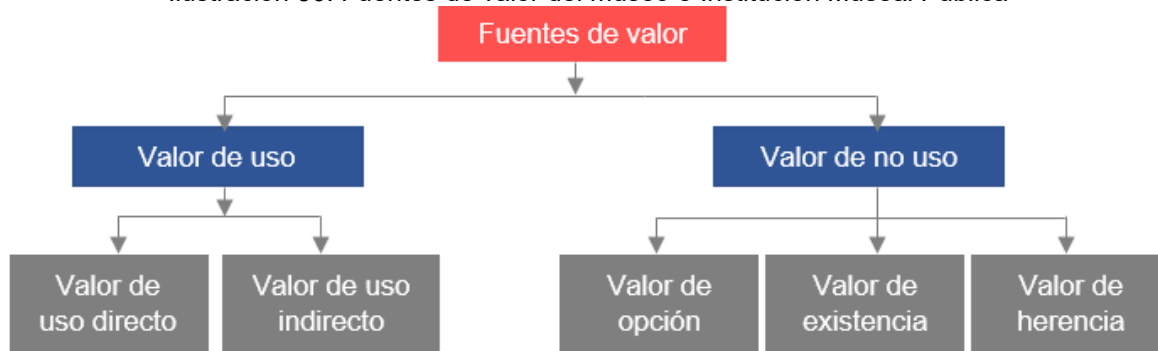 Fuentes de valor
Valor de uso
Valor de no uso
Valor de
uso directo
Valor de uso
indirecto
Valor de
opción
Valor de
existencia
Valor de
herencia